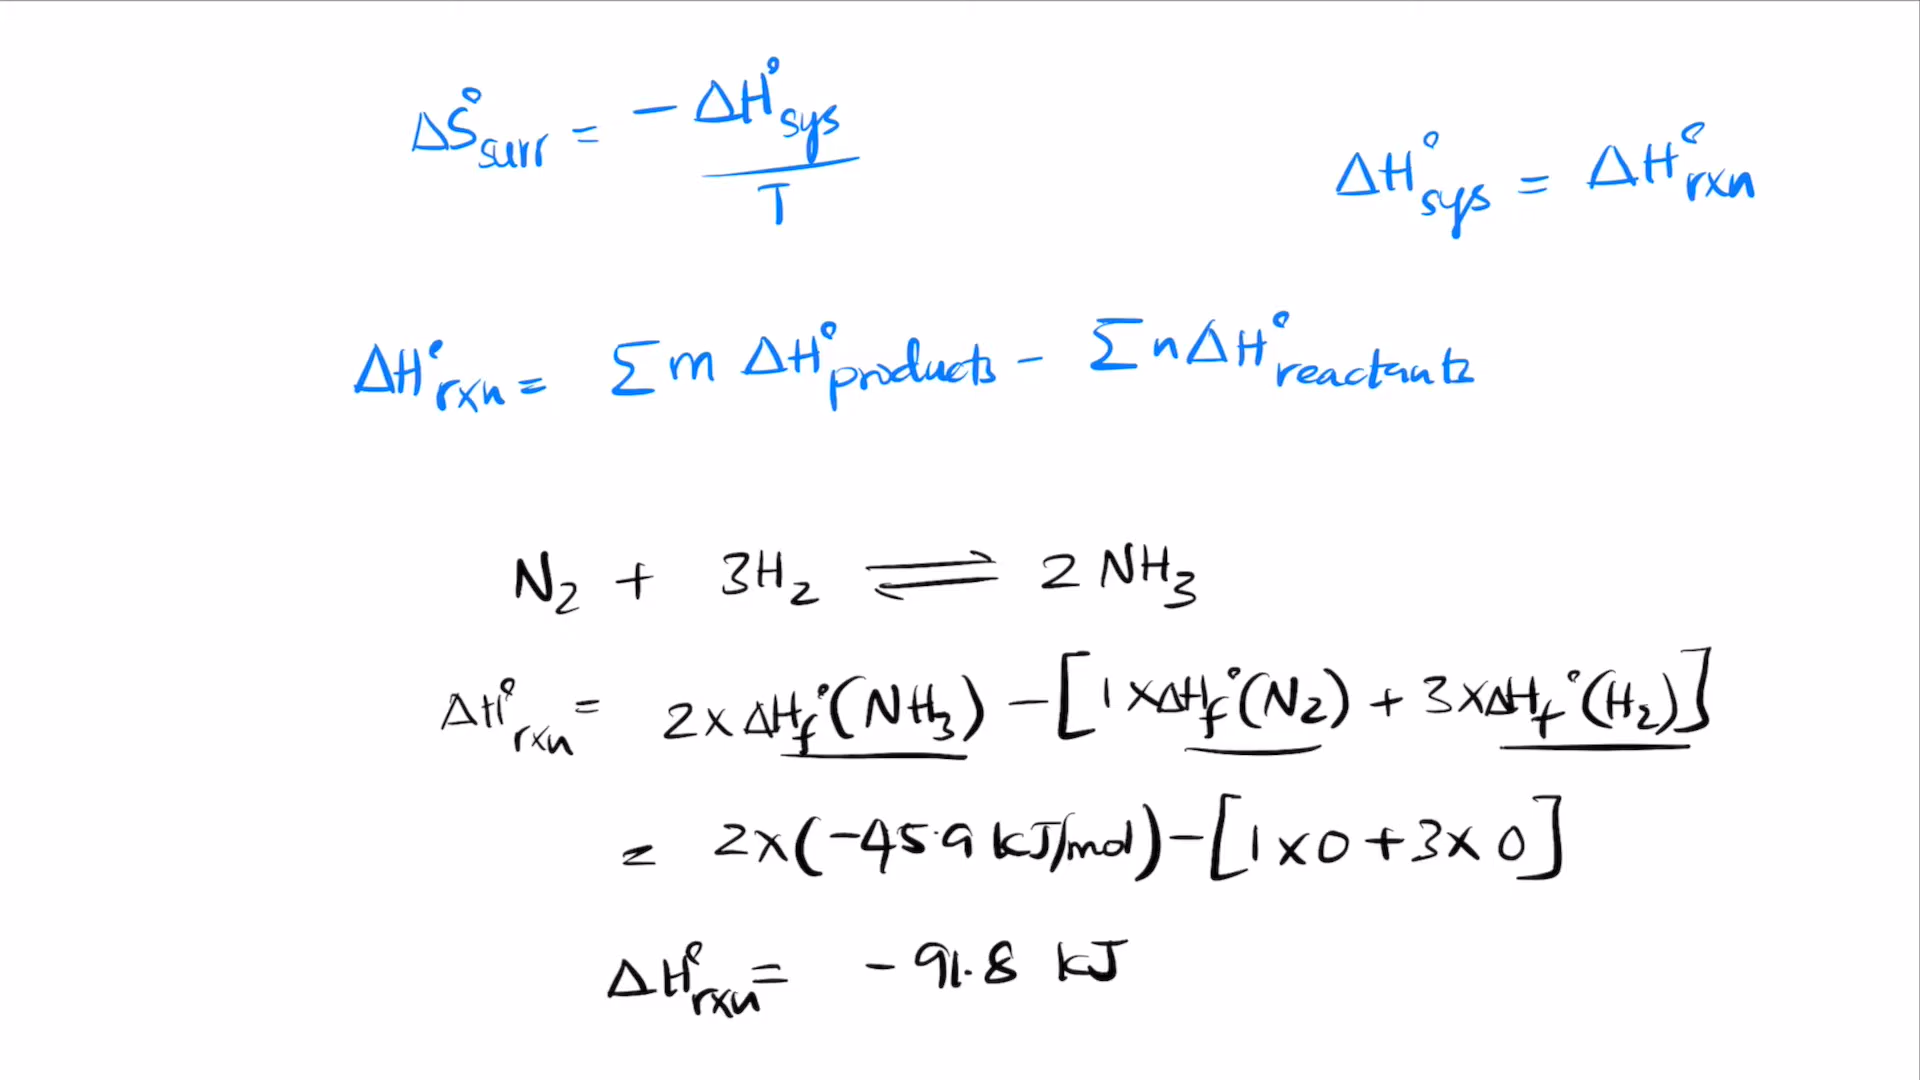 ΔS°surr = -ΔH°sys / T
ΔH°sys = ΔH°rxn
ΔH°rxn = Σm ΔH°products - ΣnΔH°reactants
N₂ + 3H₂ ⇌ 2 NH₃
ΔH°rxn = 2×ΔHf°(NH₃) - [1×ΔHf°(N₂) + 3×ΔHf°(H₂)]
= 2×(-45.9 kJ/mol) - [1×0 + 3×0]
ΔH°rxn = -91.8 kJ